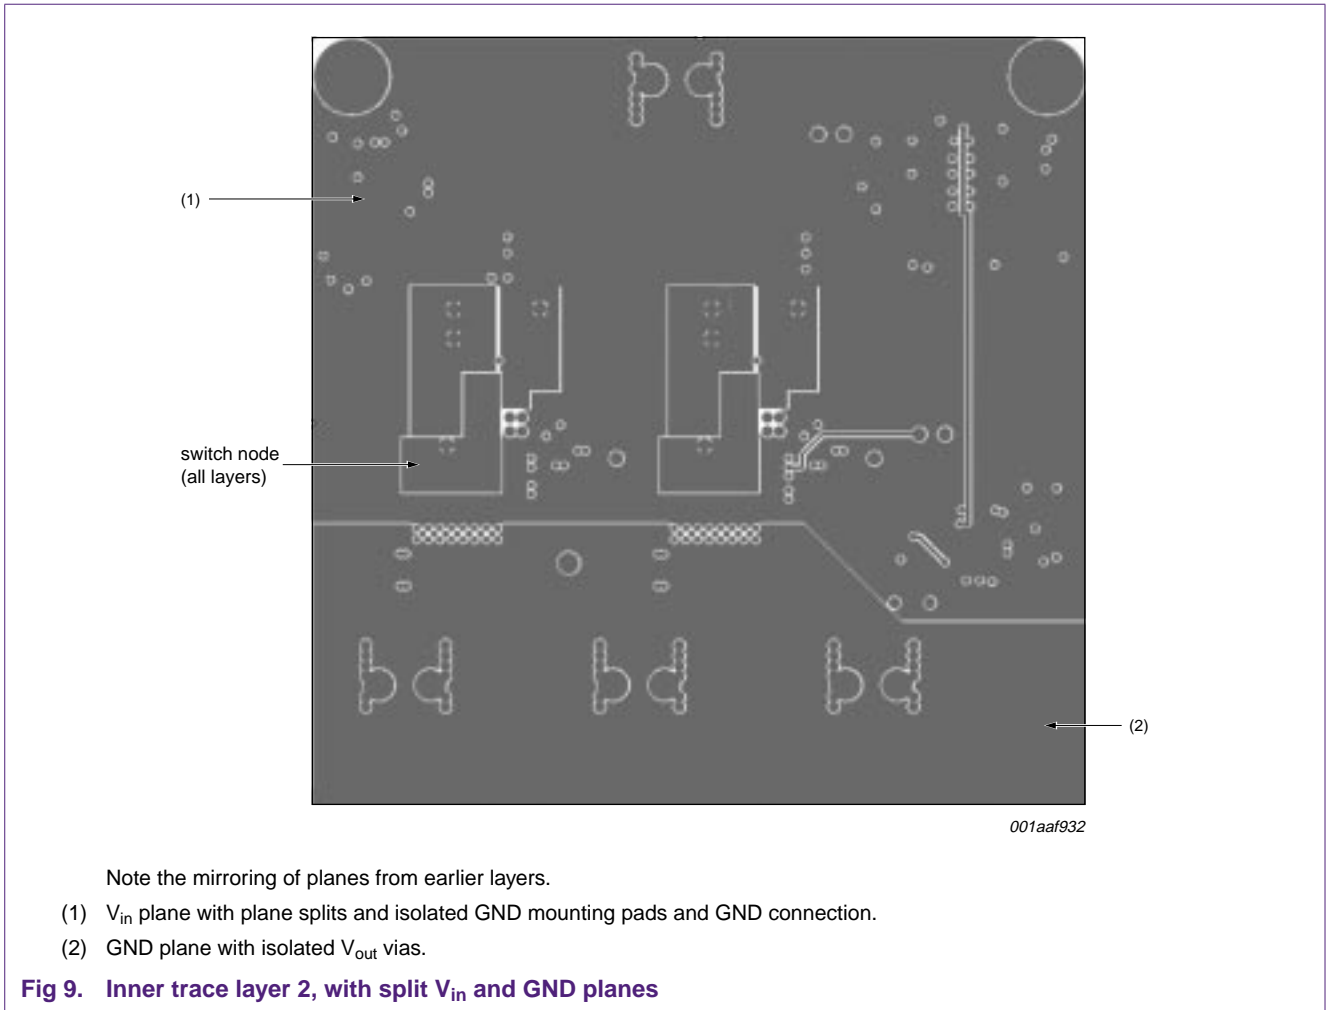 (1)
switch node
(all layers)
(2)
001aaf932
Note the mirroring of planes from earlier layers.
(1) Vin plane with plane splits and isolated GND mounting pads and GND connection.
(2) GND plane with isolated Vout vias.
Fig 9. Inner trace layer 2, with split Vin and GND planes